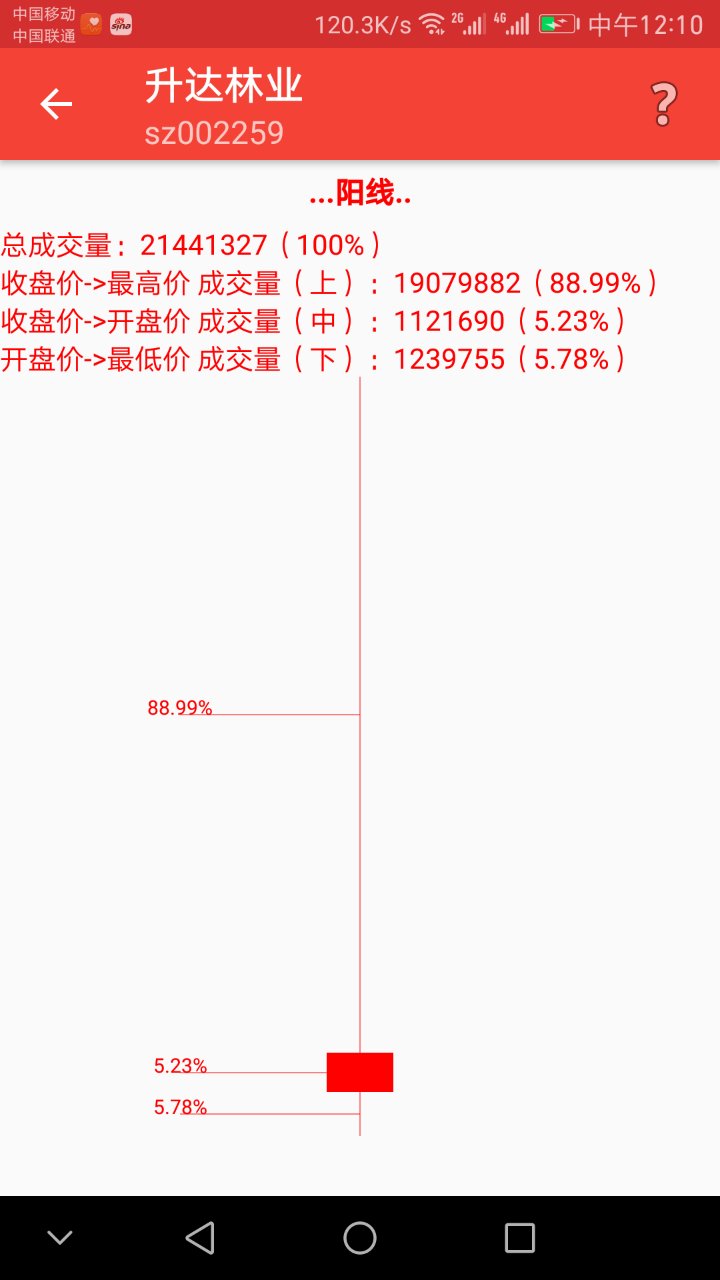 中国移动
中国联通
sina
120.3K/s 2G 4G 中午12:10
升达林业
sz002259
?
...阳线..
总成交量：21441327（100%）
收盘价->最高价 成交量（上）：19079882（88.99%）
收盘价->开盘价 成交量（中）：1121690（5.23%）
开盘价->最低价 成交量（下）：1239755（5.78%）
88.99%
5.23%
5.78%